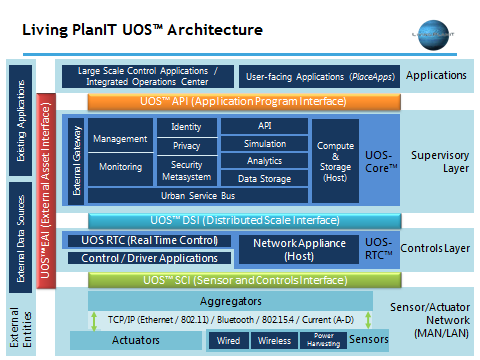 Living PlanIT UOS™ Architecture
Existing Applications
External Data Sources
External
Entities
UOS™ EAI (External Asset Interface)
Large Scale Control Applications /
Integrated Operations Center
User-facing Applications (PlaceApps)
Applications
UOS™ API (Application Program Interface)
External Gateway
Management
Monitoring
Identity
Privacy
Security
Metasystem
API
Simulation
Analytics
Data Storage
Urban Service Bus
Compute
&
Storage
(Host)
UOS-
Core™
Supervisory
Layer
UOS™ DSI (Distributed Scale Interface)
UOS RTC (Real Time Control)
Control / Driver Applications
Network Appliance
(Host)
UOS-
RTC™
Controls Layer
UOS™ SCI (Sensor and Controls Interface)
Aggregators
TCP/IP (Ethernet / 802.11) / Bluetooth / 802.15.4 / Current (A-D)
Actuators
Wired
Wireless
Power
Harvesting
Sensors
Sensor/Actuator
Network
(MAN/LAN)